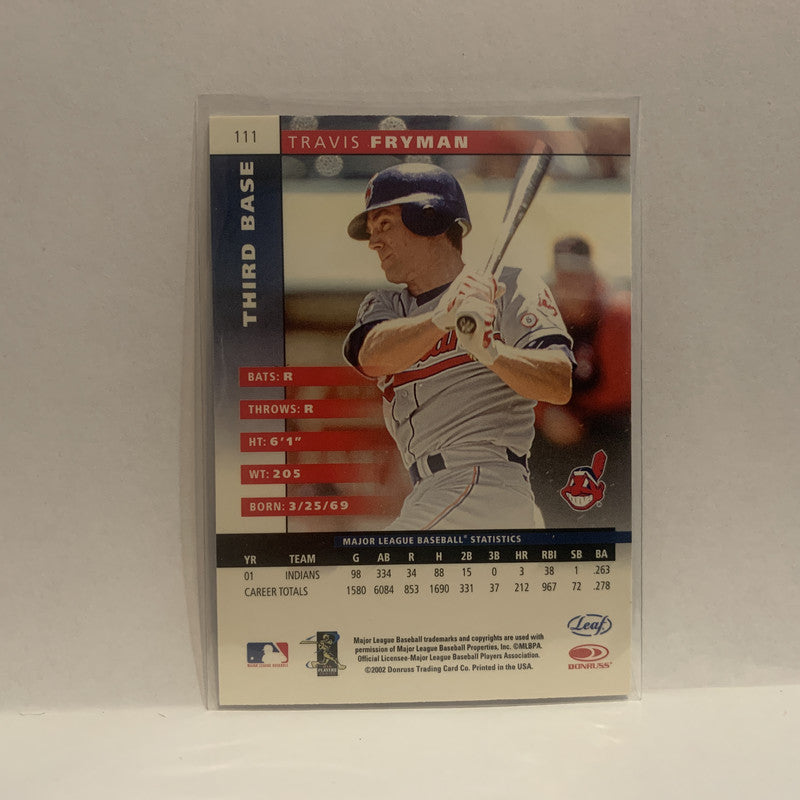 111
TRAVIS FRYMAN
THIRD BASE
BATS: R
THROWS: R
HT: 6'1"
WT: 205
BORN: 3/25/69
MAJOR LEAGUE BASEBALL® STATISTICS
YR TEAM G AB R H 2B 3B HR RBI SB BA
01 INDIANS 98 334 34 88 15 0 3 38 1 .263
CAREER TOTALS 1580 6084 853 1690 331 37 212 967 72 .278
Leaf
Major League Baseball trademarks and copyrights are used with
permission of Major League Baseball Properties, Inc. ©MLBPA.
Official Licensee-Major League Baseball Players Association.
©2002 Donruss Trading Card Co. Printed in the USA.
MAJOR LEAGUE BASEBALL
PLAYERS
DONRUSS